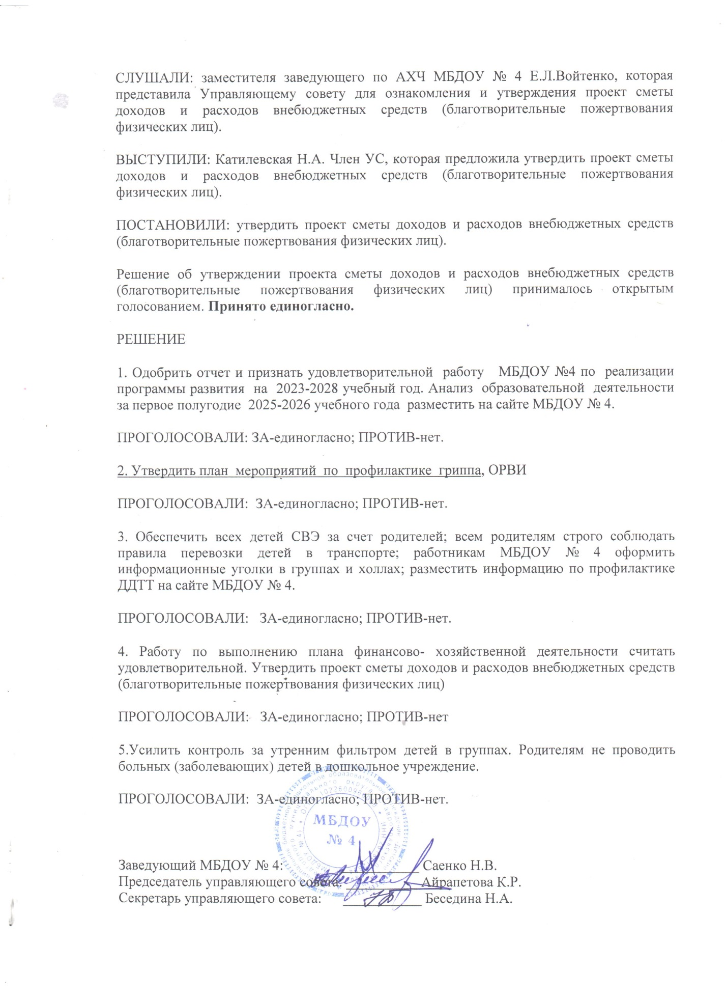 СЛУШАЛИ: заместителя заведующего по АХЧ МБДОУ № 4 Е.Л.Войтенко, которая
представила Управляющему совету для ознакомления и утверждения проект сметы
доходов и расходов внебюджетных средств (благотворительные пожертвования
физических лиц).
ВЫСТУПИЛИ: Катилевская Н.А. Член УС, которая предложила утвердить проект сметы
доходов и расходов внебюджетных средств (благотворительные пожертвования
физических лиц).
ПОСТАНОВИЛИ: утвердить проект сметы доходов и расходов внебюджетных средств
(благотворительные пожертвования физических лиц).
Решение об утверждении проекта сметы доходов и расходов внебюджетных средств
(благотворительные пожертвования физических лиц) принималось открытым
голосованием. Принято единогласно.
РЕШЕНИЕ
1. Одобрить отчет и признать удовлетворительной работу МБДОУ №4 по реализации
программы развития на 2023-2028 учебный год. Анализ образовательной деятельности
за первое полугодие 2025-2026 учебного года разместить на сайте МБДОУ № 4.
ПРОГОЛОСОВАЛИ: ЗА-единогласно; ПРОТИВ-нет.
2. Утвердить план мероприятий по профилактике гриппа, ОРВИ
ПРОГОЛОСОВАЛИ: ЗА-единогласно; ПРОТИВ-нет.
3. Обеспечить всех детей СВЭ за счет родителей; всем родителям строго соблюдать
правила перевозки детей в транспорте; работникам МБДОУ № 4 оформить
информационные уголки в группах и холлах; разместить информацию по профилактике
ДДТТ на сайте МБДОУ № 4.
ПРОГОЛОСОВАЛИ: ЗА-единогласно; ПРОТИВ-нет.
4. Работу по выполнению плана финансово- хозяйственной деятельности считать
удовлетворительной. Утвердить проект сметы доходов и расходов внебюджетных средств
(благотворительные пожертвования физических лиц)
ПРОГОЛОСОВАЛИ: ЗА-единогласно; ПРОТИВ-нет
5.Усилить контроль за утренним фильтром детей в группах. Родителям не проводить
больных (заболевающих) детей в дошкольное учреждение.
ПРОГОЛОСОВАЛИ: ЗА-единогласно; ПРОТИВ-нет.
МБДОУ
№ 4
Заведующий МБДОУ № 4: Саенко Н.В.
Председатель управляющего совета: Айрапетова К.Р.
Секретарь управляющего совета: Беседина Н.А.